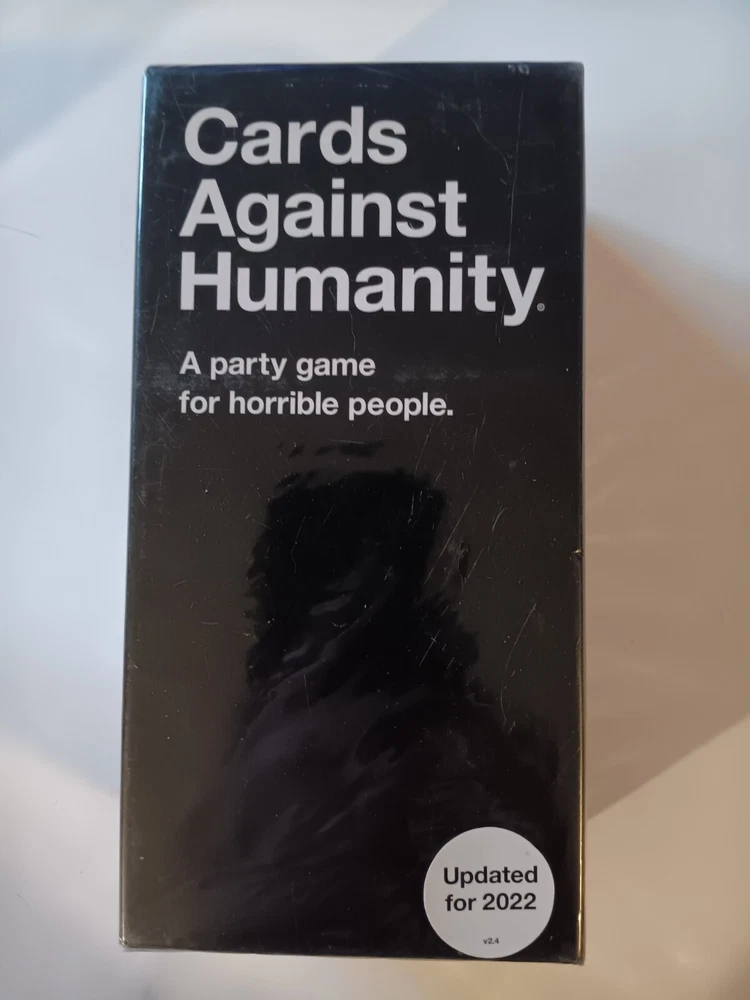 Cards
Against
Humanity®
A party game
for horrible people.
Updated
for 2022
v2.4